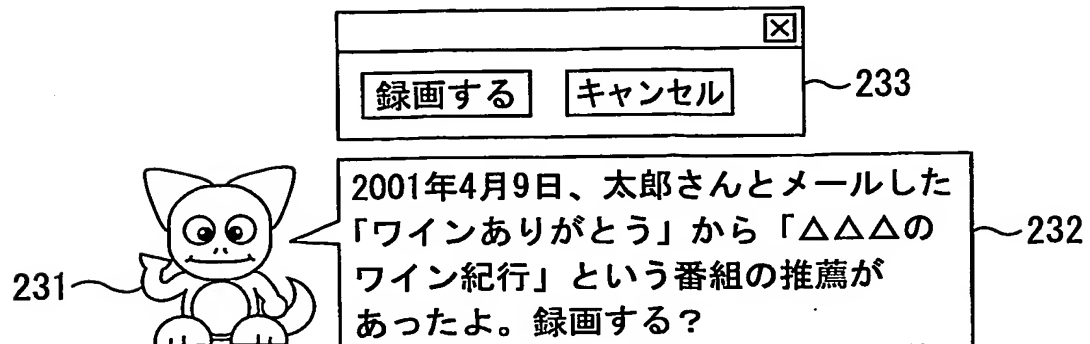 録画する キャンセル
233
2001年4月9日、太郎さんとメールした
「ワインありがとう」から「△△△の
ワイン紀行」という番組の推薦が
あったよ。録画する?
232
231